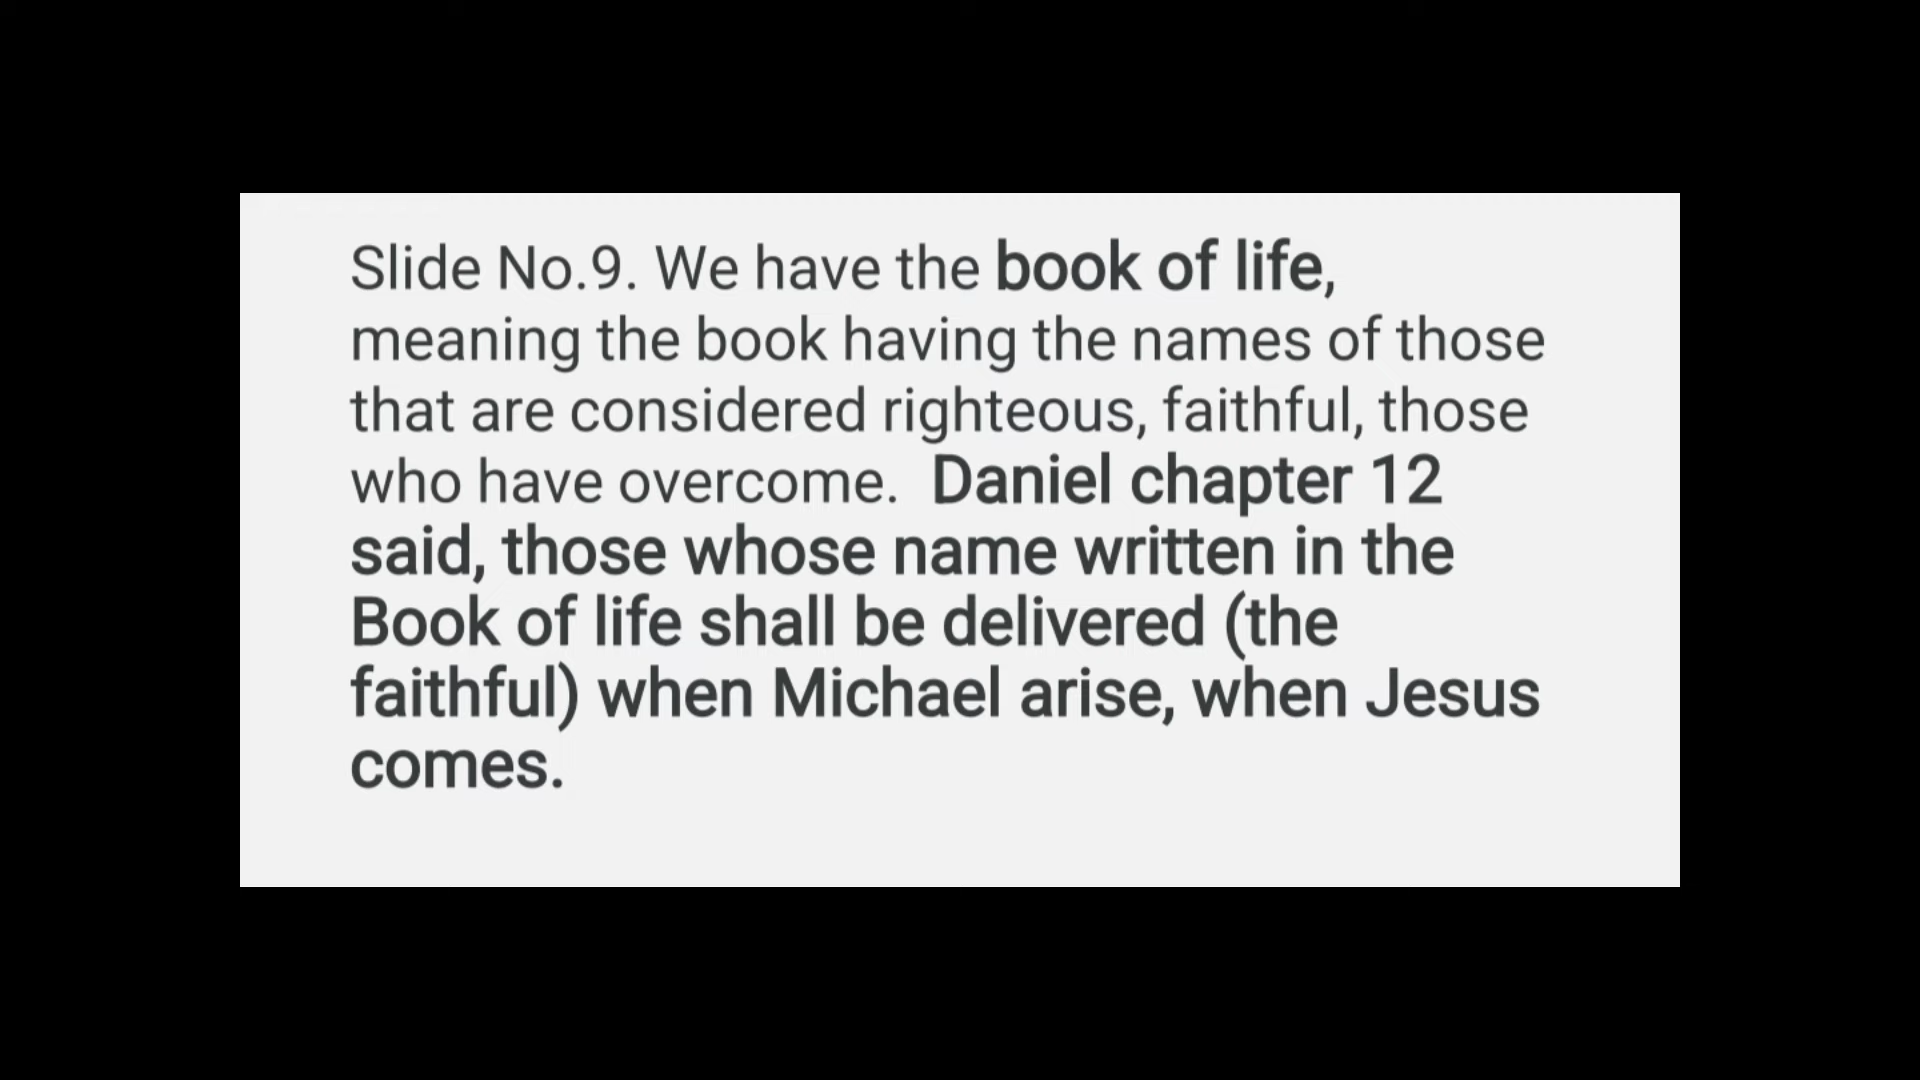 Slide No.9. We have the book of life,
meaning the book having the names of those
that are considered righteous, faithful, those
who have overcome.  Daniel chapter 12
said, those whose name written in the
Book of life shall be delivered (the
faithful) when Michael arise, when Jesus
comes.